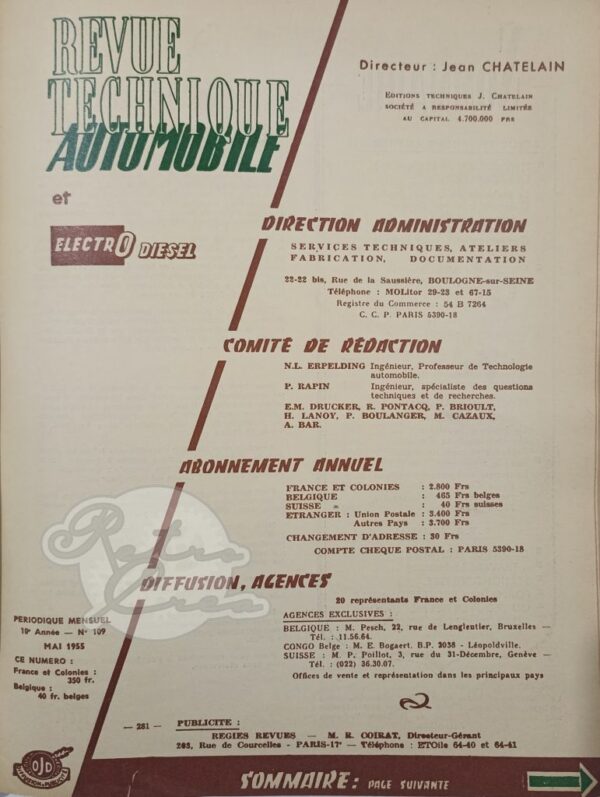 REVUE
TECHNIQUE
AUTOMOBILE
et
ELECTRO DIESEL
Directeur : Jean CHATELAIN
EDITIONS TECHNIQUES J. CHATELAIN
SOCIÉTÉ A RESPONSABILITÉ LIMITÉE
AU CAPITAL 4.700.000 FRS
DIRECTION ADMINISTRATION
SERVICES TECHNIQUES, ATELIERS
FABRICATION, DOCUMENTATION
22-22 bis, Rue de la Saussière, BOULOGNE-sur-SEINE
Téléphone : MOLitor 29-23 et 67-15
Registre du Commerce : 54 B 7264
C. C. P. PARIS 5390-18
COMITÉ DE RÉDACTION
N.L. ERPELDING Ingénieur, Professeur de Technologie
automobile.
P. RAPIN Ingénieur, spécialiste des questions
techniques et de recherches.
E.M. DRUCKER, R. PONTACQ, P. BRIOULT,
H. LANOY, P. BOULANGER, M. CAZAUX,
A. BAR.
ABONNEMENT ANNUEL
FRANCE ET COLONIES : 2.800 Frs
BELGIQUE : 465 Frs belges
SUISSE : 40 Frs suisses
ETRANGER : Union Postale : 3.400 Frs
Autres Pays : 3.700 Frs
CHANGEMENT D'ADRESSE : 30 Frs
COMPTE CHEQUE POSTAL : PARIS 5390-18
Retro
Crea
DIFFUSION, AGENCES
20 représentants France et Colonies
AGENCES EXCLUSIVES :
BELGIQUE : M. Pesch, 22, rue de Lenglentier, Bruxelles —
Tél. : 11.56.64.
CONGO Belge : M. E. Bogaert. B.P. 2036 - Léopoldville.
SUISSE : M. P. Poillot, 3, rue du 31-Décembre, Genève —
Tél. : (022) 36.30.07.
Offices de vente et représentation dans les principaux pays
PERIODIQUE MENSUEL
10e Année — N° 109
MAI 1955
CE NUMERO :
France et Colonies :
350 fr.
Belgique :
40 fr. belges
— 281 — PUBLICITE :
REGIES REVUES — M. R. COIRAT, Directeur-Gérant
203, Rue de Courcelles - PARIS-17e — Téléphone : ETOile 64-40 et 64-41
OJD
DIFFUSION PUBLICITÉ
SOMMAIRE : PAGE SUIVANTE